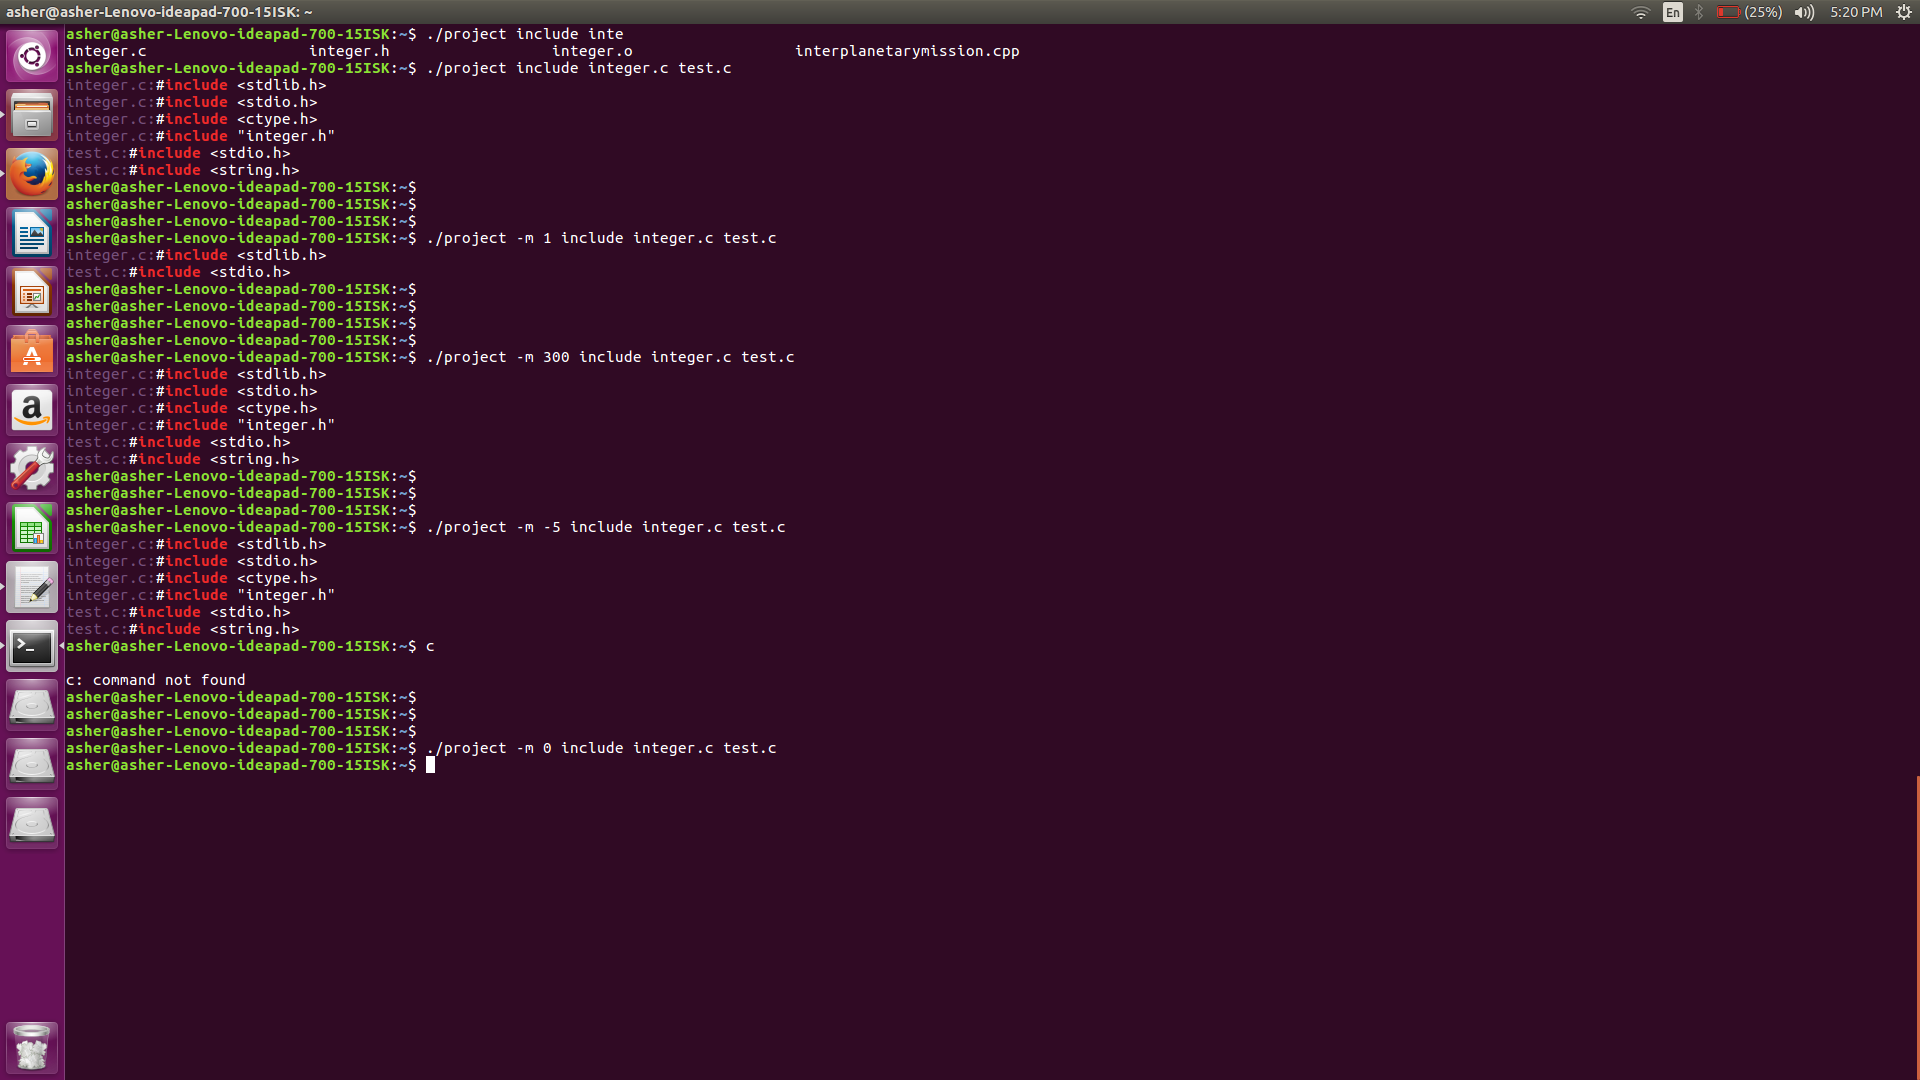 asher@asher-Lenovo-ideapad-700-15ISK: ~ En (25%) 5:20 PM
asher@asher-Lenovo-ideapad-700-15ISK:~$ ./project include inte
integer.c integer.h integer.o interplanetarymission.cpp
asher@asher-Lenovo-ideapad-700-15ISK:~$ ./project include integer.c test.c
integer.c:#include <stdlib.h>
integer.c:#include <stdio.h>
integer.c:#include <ctype.h>
integer.c:#include "integer.h"
test.c:#include <stdio.h>
test.c:#include <string.h>
asher@asher-Lenovo-ideapad-700-15ISK:~$
asher@asher-Lenovo-ideapad-700-15ISK:~$
asher@asher-Lenovo-ideapad-700-15ISK:~$
asher@asher-Lenovo-ideapad-700-15ISK:~$ ./project -m 1 include integer.c test.c
integer.c:#include <stdlib.h>
test.c:#include <stdio.h>
asher@asher-Lenovo-ideapad-700-15ISK:~$
asher@asher-Lenovo-ideapad-700-15ISK:~$
asher@asher-Lenovo-ideapad-700-15ISK:~$
asher@asher-Lenovo-ideapad-700-15ISK:~$
asher@asher-Lenovo-ideapad-700-15ISK:~$ ./project -m 300 include integer.c test.c
integer.c:#include <stdlib.h>
integer.c:#include <stdio.h>
integer.c:#include <ctype.h>
integer.c:#include "integer.h"
test.c:#include <stdio.h>
test.c:#include <string.h>
asher@asher-Lenovo-ideapad-700-15ISK:~$
asher@asher-Lenovo-ideapad-700-15ISK:~$
asher@asher-Lenovo-ideapad-700-15ISK:~$
asher@asher-Lenovo-ideapad-700-15ISK:~$ ./project -m -5 include integer.c test.c
integer.c:#include <stdlib.h>
integer.c:#include <stdio.h>
integer.c:#include <ctype.h>
integer.c:#include "integer.h"
test.c:#include <stdio.h>
test.c:#include <string.h>
asher@asher-Lenovo-ideapad-700-15ISK:~$ c
c: command not found
asher@asher-Lenovo-ideapad-700-15ISK:~$
asher@asher-Lenovo-ideapad-700-15ISK:~$
asher@asher-Lenovo-ideapad-700-15ISK:~$
asher@asher-Lenovo-ideapad-700-15ISK:~$ ./project -m 0 include integer.c test.c
asher@asher-Lenovo-ideapad-700-15ISK:~$